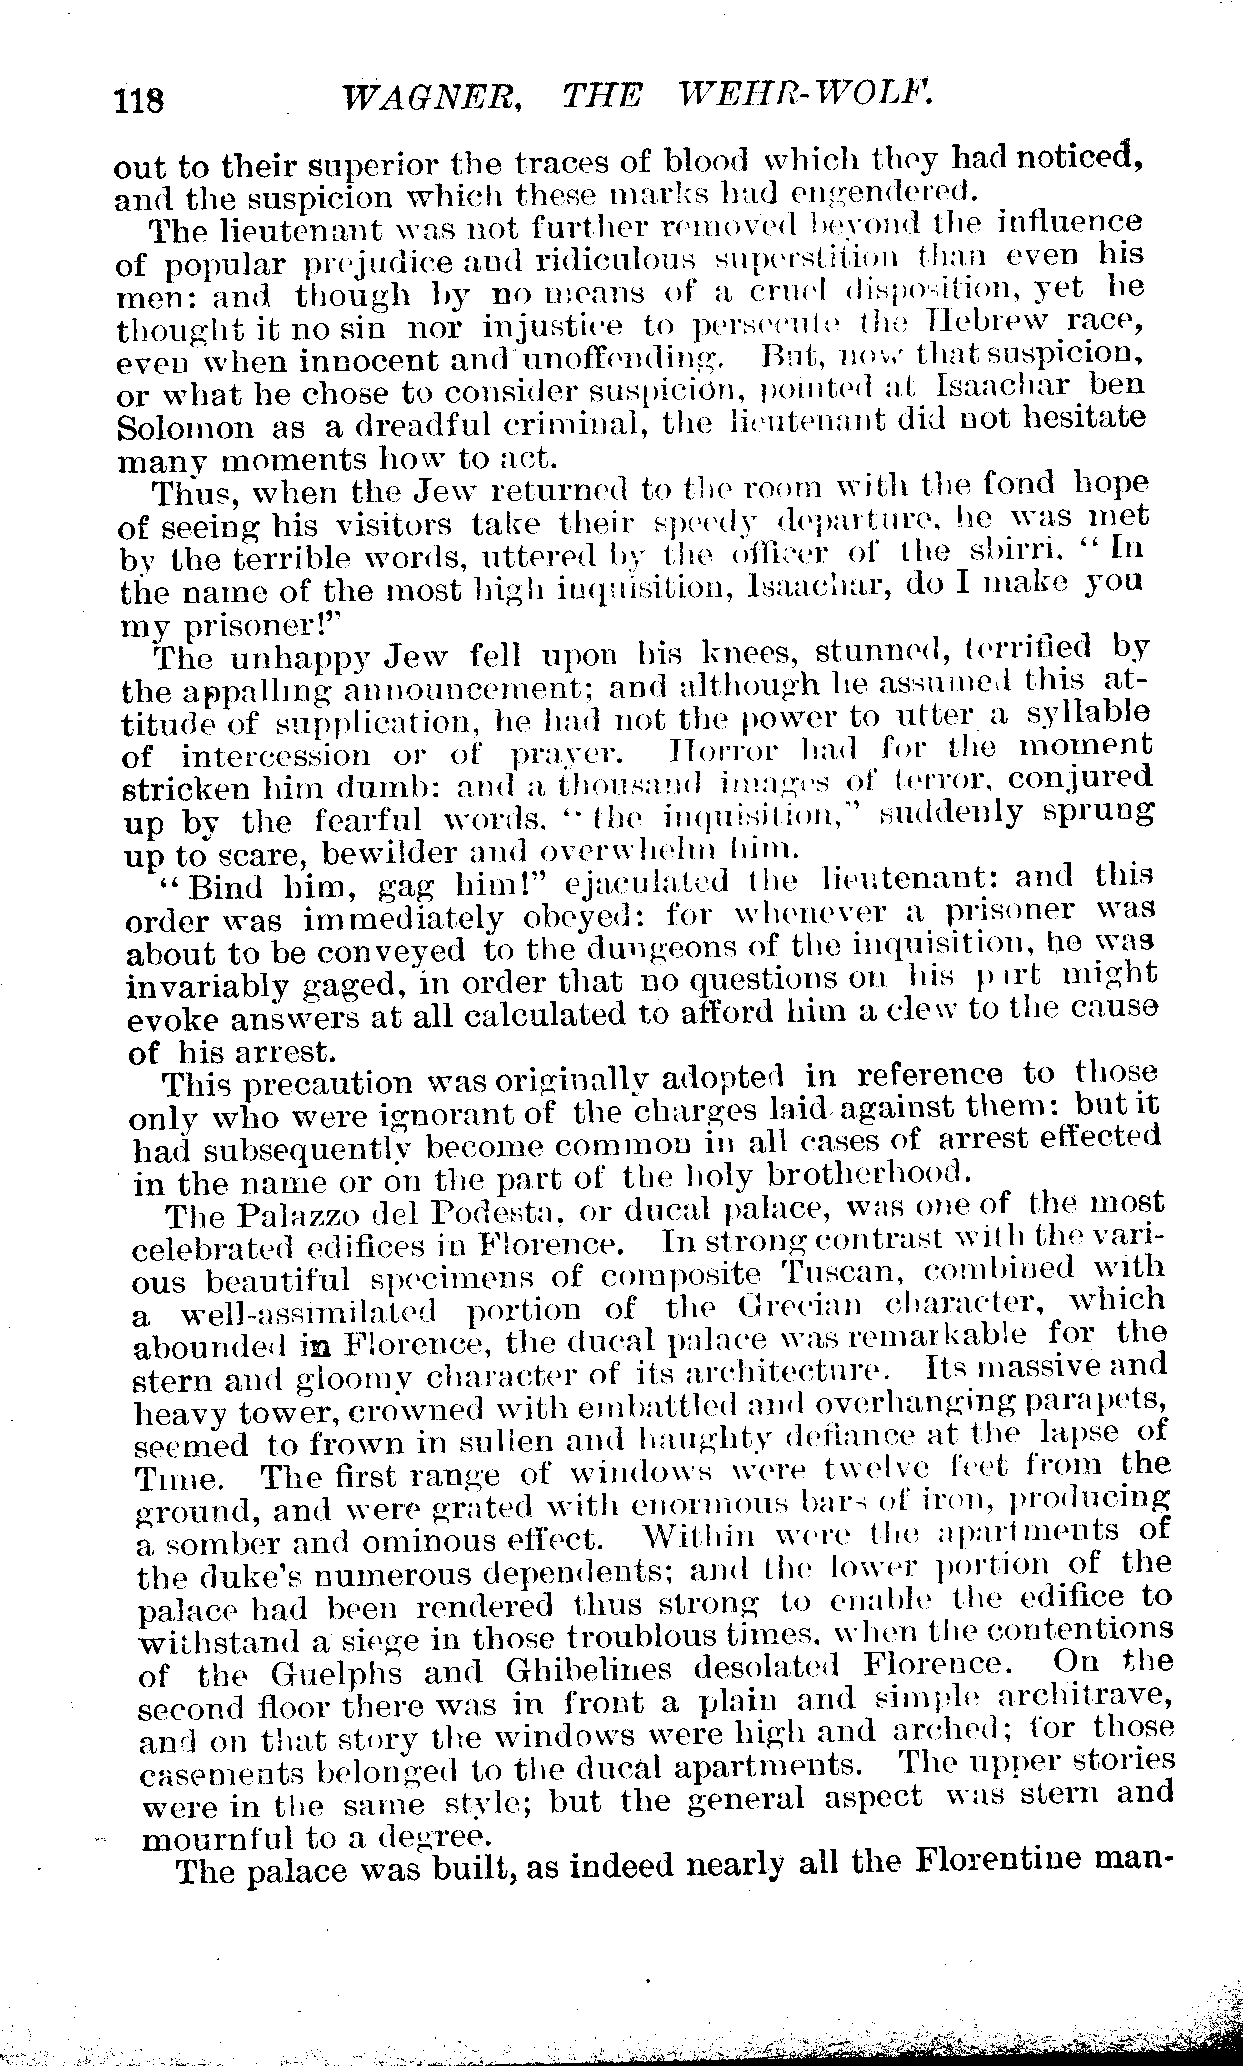 118 WAGNER, THE WEHR-WOLF.
out to their superior the traces of blood which they had noticed,
and the suspicion which these marks had engendered.
The lieutenant was not further removed beyond the influence
of popular prejudice and ridiculous superstition than even his
men: and though by no means of a cruel disposition, yet he
thought it no sin nor injustice to persecute the Hebrew race,
even when innocent and unoffending. But, now that suspicion,
or what he chose to consider suspicion, pointed at Isaachar ben
Solomon as a dreadful criminal, the lieutenant did not hesitate
many moments how to act.
Thus, when the Jew returned to the room with the fond hope
of seeing his visitors take their speedy departure, he was met
by the terrible words, uttered by the officer of the sbirri. "In
the name of the most high inquisition, Isaachar, do I make you
my prisoner!"
The unhappy Jew fell upon his knees, stunned, terrified by
the appalling announcement; and although he assumed this at-
titude of supplication, he had not the power to utter a syllable
of intercession or of prayer. Horror had for the moment
stricken him dumb: and a thousand images of terror, conjured
up by the fearful words. "the inquisition," suddenly sprung
up to scare, bewilder and overwhelm him.
"Bind him, gag him!" ejaculated the lieutenant: and this
order was immediately obeyed: for whenever a prisoner was
about to be conveyed to the dungeons of the inquisition, he was
invariably gaged, in order that no questions on his part might
evoke answers at all calculated to afford him a clew to the cause
of his arrest.
This precaution was originally adopted in reference to those
only who were ignorant of the charges laid against them: but it
had subsequently become common in all cases of arrest effected
in the name or on the part of the holy brotherhood.
The Palazzo del Podesta, or ducal palace, was one of the most
celebrated edifices in Florence. In strong contrast with the vari-
ous beautiful specimens of composite Tuscan, combined with
a well-assimilated portion of the Grecian character, which
abounded in Florence, the ducal palace was remarkable for the
stern and gloomy character of its architecture. Its massive and
heavy tower, crowned with embattled and overhanging parapets,
seemed to frown in sullen and haughty defiance at the lapse of
Time. The first range of windows were twelve feet from the
ground, and were grated with enormous bars of iron, producing
a somber and ominous effect. Within were the apartments of
the duke's numerous dependents; and the lower portion of the
palace had been rendered thus strong to enable the edifice to
withstand a siege in those troublous times, when the contentions
of the Guelphs and Ghibelines desolated Florence. On the
second floor there was in front a plain and simple architrave,
and on that story the windows were high and arched; for those
casements belonged to the ducal apartments. The upper stories
were in the same style; but the general aspect was stern and
mournful to a degree.
The palace was built, as indeed nearly all the Florentine man-